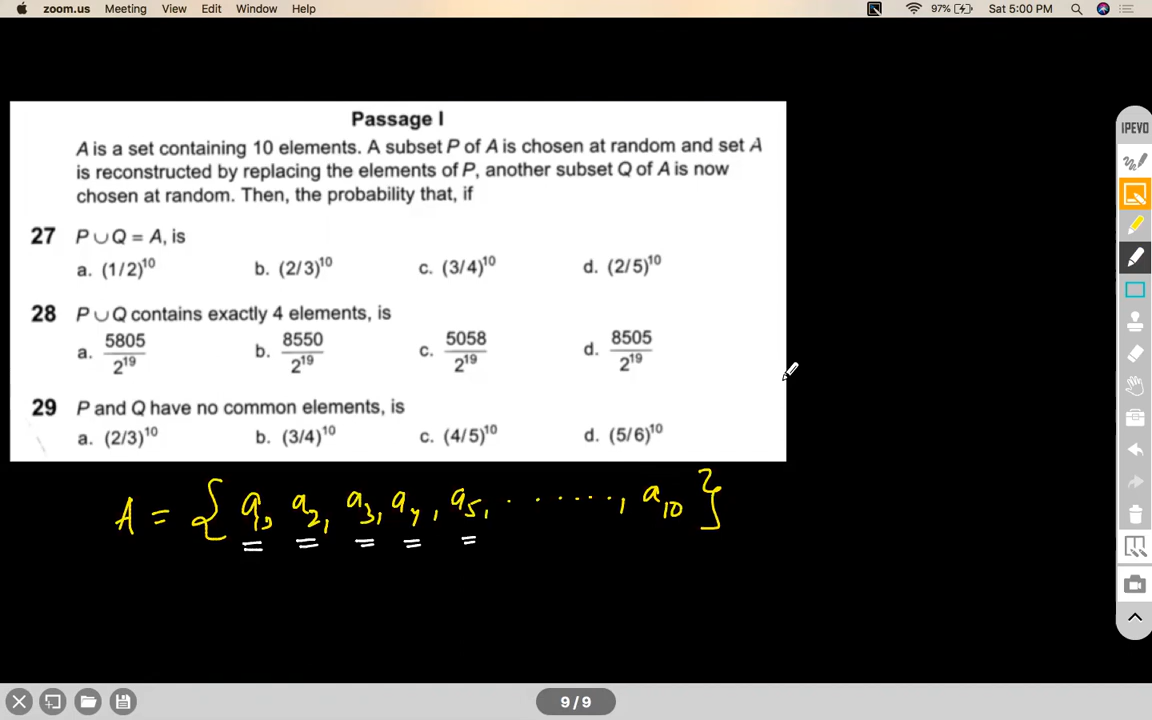 zoom.us Meeting View Edit Window Help 97% Sat 5:00 PM
Passage I
A is a set containing 10 elements. A subset P of A is chosen at random and set A
is reconstructed by replacing the elements of P, another subset Q of A is now
chosen at random. Then, the probability that, if
27 P ∪ Q = A, is
a. (1/2)^10 b. (2/3)^10 c. (3/4)^10 d. (2/5)^10
28 P ∪ Q contains exactly 4 elements, is
a. 5805/2^19 b. 8550/2^19 c. 5058/2^19 d. 8505/2^19
29 P and Q have no common elements, is
a. (2/3)^10 b. (3/4)^10 c. (4/5)^10 d. (5/6)^10
A = { a1, a2, a3, a4, a5, ......, a10 }
IPEVO
9 / 9